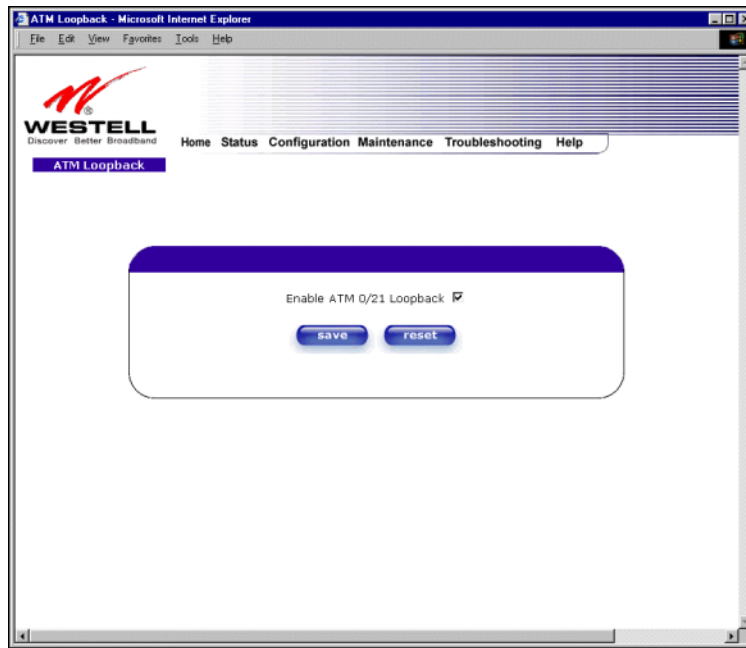 ATM Loopback - Microsoft Internet Explorer
File Edit View Favorites Tools Help
WESTELL
®
Discover Better Broadband
Home Status Configuration Maintenance Troubleshooting Help
ATM Loopback
Enable ATM 0/21 Loopback
save reset